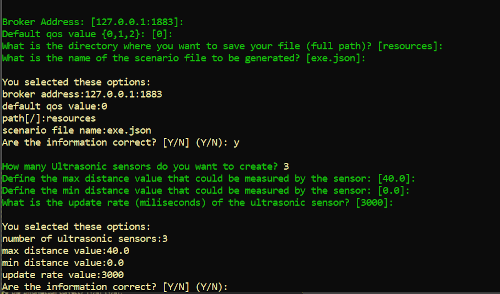 Broker Address: [127.0.0.1:1883]:
Default qos value {0,1,2}: [0]:
What is the directory where you want to save your file (full path)? [resources]:
What is the name of the scenario file to be generated? [exe.json]:
You selected these options:
broker address:127.0.0.1:1883
default qos value:0
path[/]:resources
scenario file name:exe.json
Are the information correct? [Y/N] (Y/N): y
How many Ultrasonic sensors do you want to create? 3
Define the max distance value that could be measured by the sensor: [40.0]:
Define the min distance value that could be measured by the sensor: [0.0]:
What is the update rate (miliseconds) of the ultrasonic sensor? [3000]:
You selected these options:
number of ultrasonic sensors:3
max distance value:40.0
min distance value:0.0
update rate value:3000
Are the information correct? [Y/N] (Y/N):